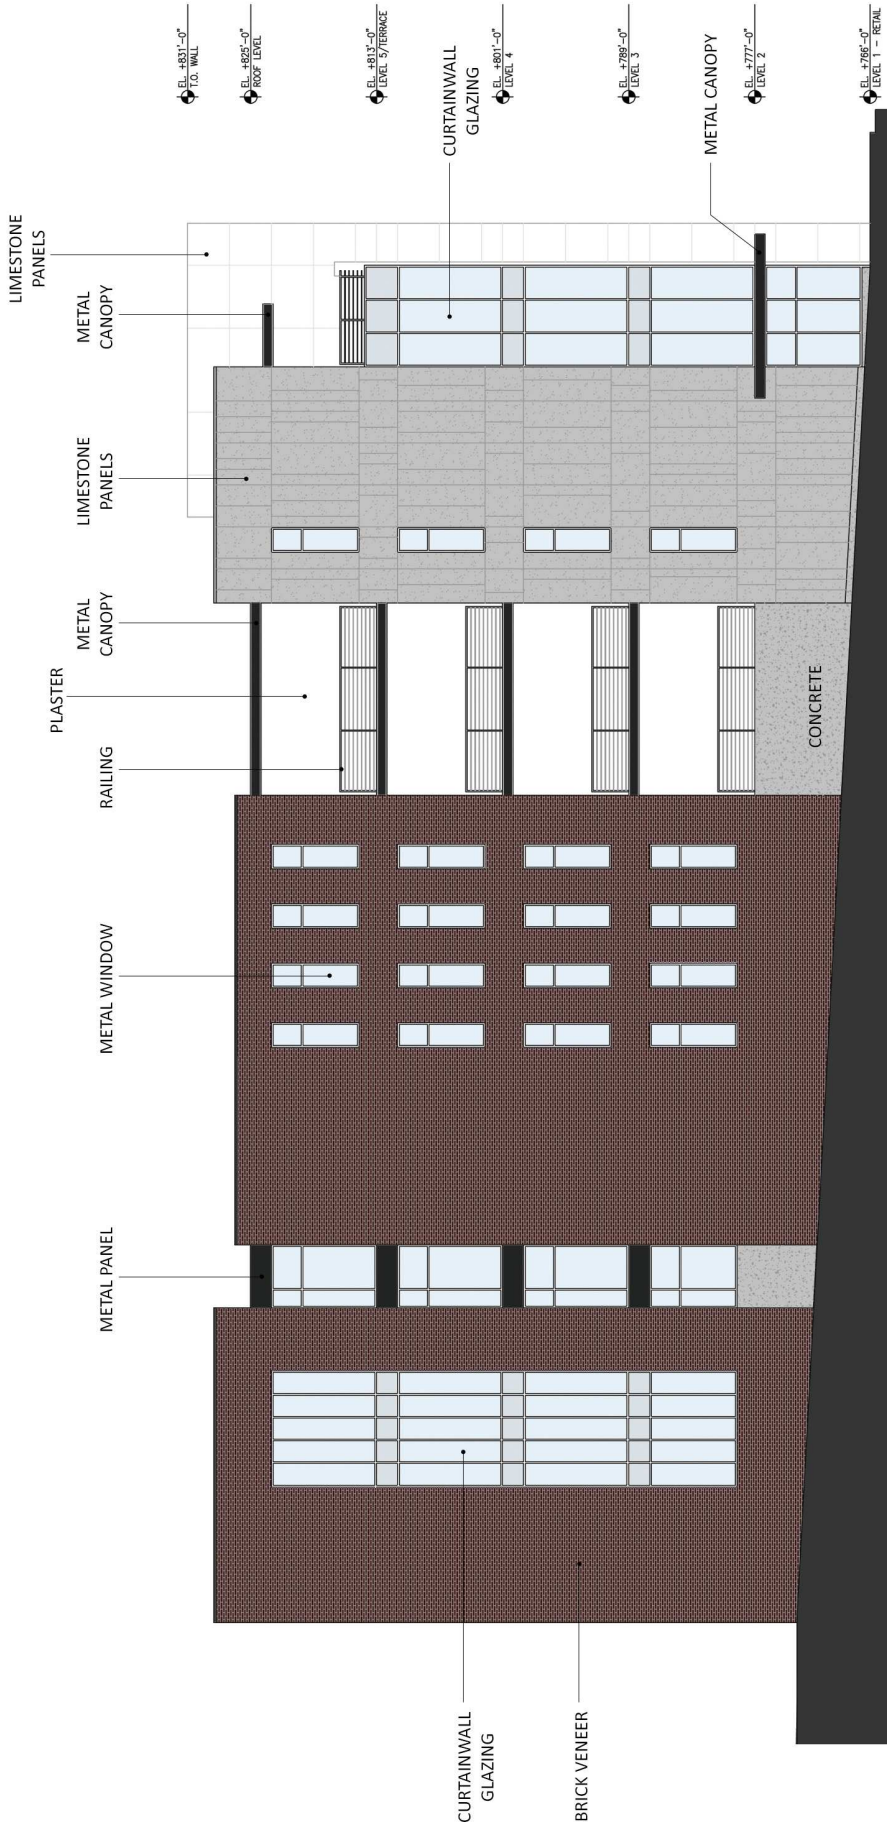 LIMESTONE
PANELS
METAL
CANOPY
LIMESTONE
PANELS
METAL
CANOPY
PLASTER
RAILING
METAL WINDOW
METAL PANEL
EL. +831'-0"
T.O. WALL
EL. +825'-0"
ROOF LEVEL
EL. +813'-0"
LEVEL 5/TERRACE
EL. +801'-0"
LEVEL 4
EL. +789'-0"
LEVEL 3
EL. +777'-0"
LEVEL 2
EL. +766'-0"
LEVEL 1 - RETAIL
CURTAINWALL
GLAZING
METAL CANOPY
CONCRETE
CURTAINWALL
GLAZING
BRICK VENEER